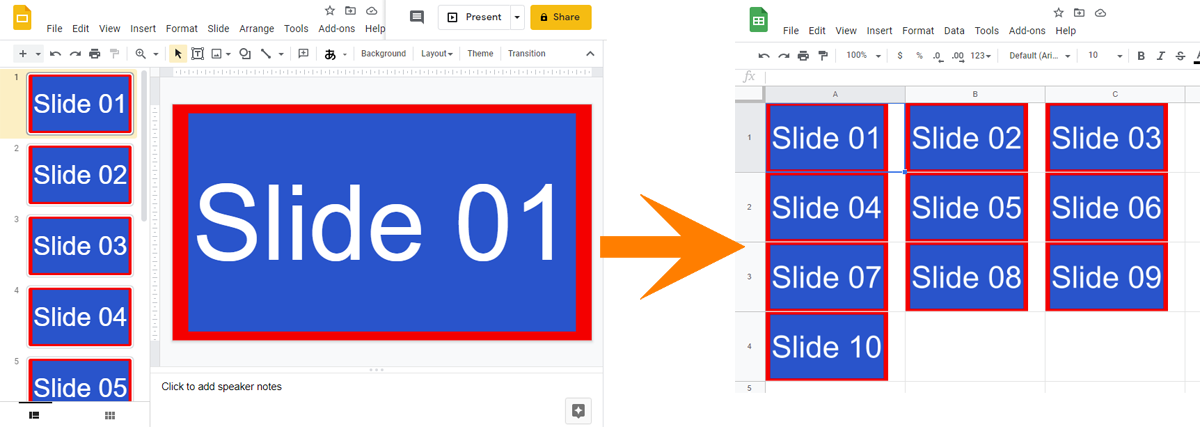 File Edit View Insert Format Slide Arrange Tools Add-ons Help
Present
Share
あ
Background
Layout
Theme
Transition
1
Slide 01
2
Slide 02
3
Slide 03
4
Slide 04
5
Slide 05
Slide 01
Click to add speaker notes
File Edit View Insert Format Data Tools Add-ons Help
100% $ % .0 .00 123 Default (Ari... 10 B I S A
fx
A B C
1 Slide 01 Slide 02 Slide 03
2 Slide 04 Slide 05 Slide 06
3 Slide 07 Slide 08 Slide 09
4 Slide 10
5